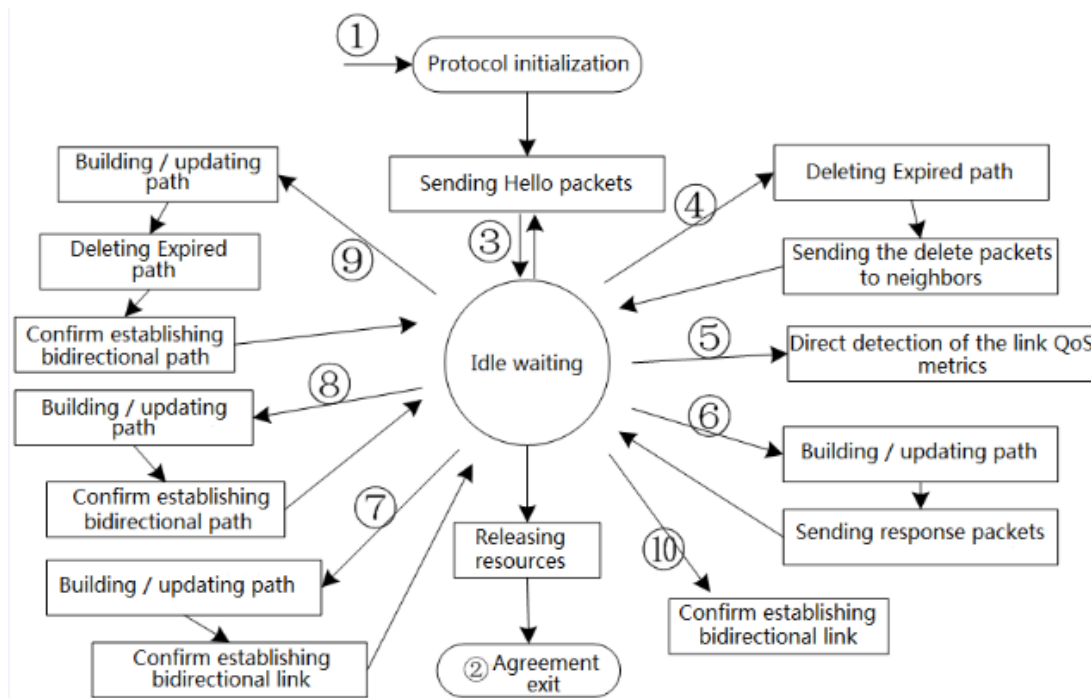 ①
Protocol initialization
Sending Hello packets
③
Idle waiting
④
Deleting Expired path
Sending the delete packets
to neighbors
⑤
Direct detection of the link QoS
metrics
⑥
Building / updating path
Sending response packets
⑩
Confirm establishing
bidirectional link
Releasing
resources
② Agreement
exit
⑦
Building / updating path
Confirm establishing
bidirectional link
⑧
Building / updating
path
Confirm establishing
bidirectional path
⑨
Building / updating
path
Deleting Expired
path
Confirm establishing
bidirectional path